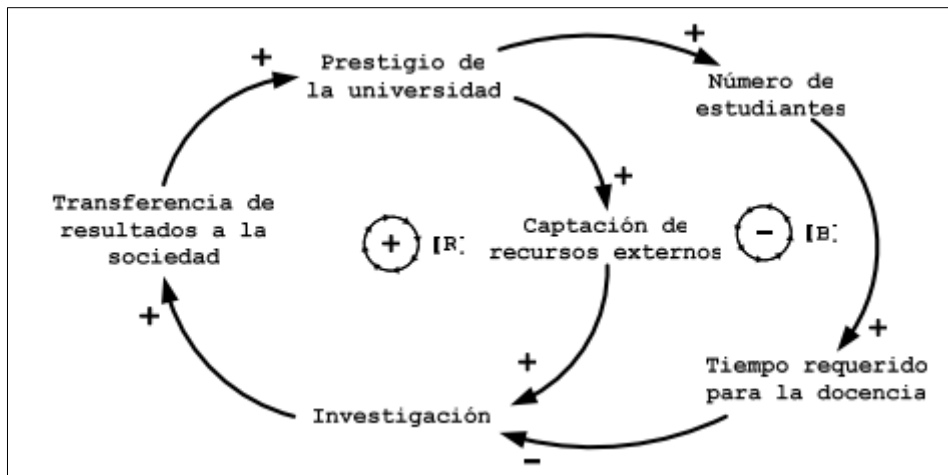 +
+
Prestigio de
la universidad
Número de
estudiantes
+
Transferencia de
resultados a la
sociedad
+
[R]
Captación de
recursos externos
-
[B]
+
+
+
Tiempo requerido
para la docencia
Investigación
-